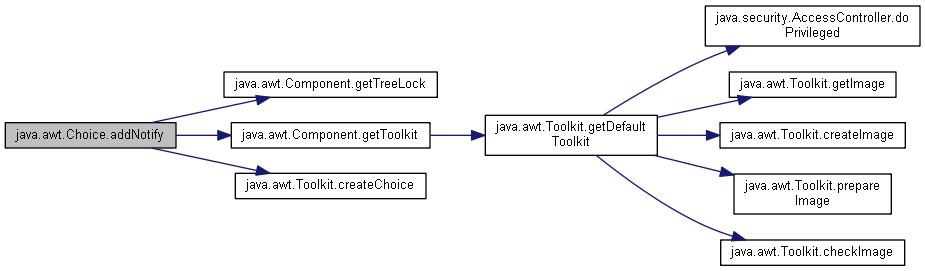 java.awt.Choice.addNotify
java.awt.Component.getTreeLock
java.awt.Component.getToolkit
java.awt.Toolkit.createChoice
java.awt.Toolkit.getDefault
Toolkit
java.security.AccessController.do
Privileged
java.awt.Toolkit.getImage
java.awt.Toolkit.createImage
java.awt.Toolkit.prepare
Image
java.awt.Toolkit.checkImage